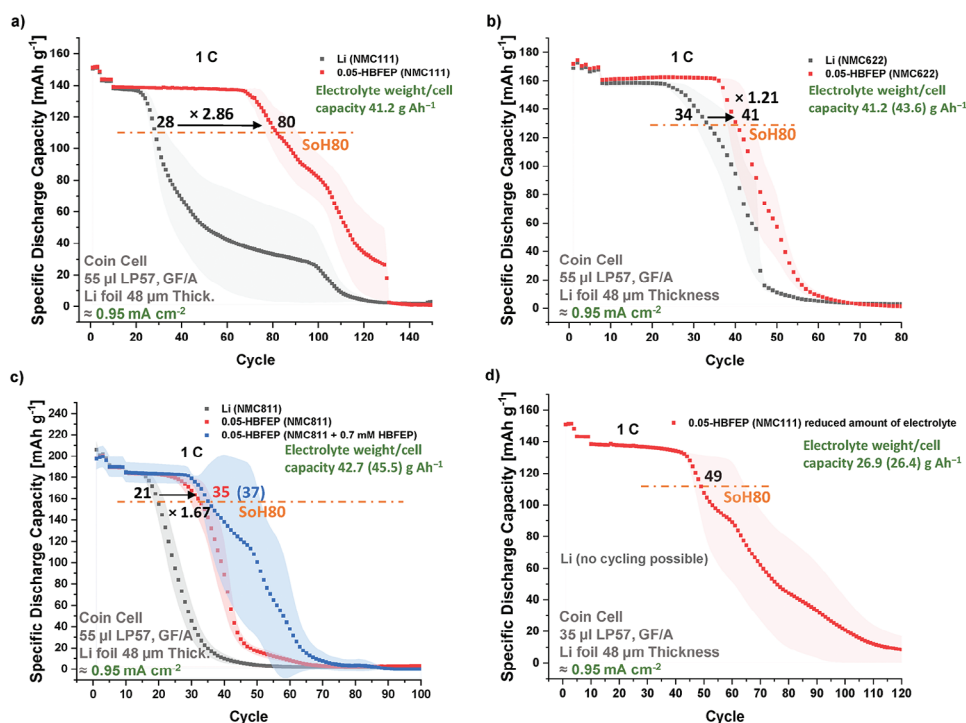 a)
1 C
Li (NMC111)
0.05-HBFEP (NMC111)
Electrolyte weight/cell
capacity 41.2 g Ah⁻¹
× 2.86
28
80
SoH80
Coin Cell
55 µl LP57, GF/A
Li foil 48 µm Thick.
≈ 0.95 mA cm⁻²
Specific Discharge Capacity [mAh g⁻¹]
180
160
140
120
100
80
60
40
20
0
0 20 40 60 80 100 120 140
Cycle
b)
1 C
Li (NMC622)
0.05-HBFEP (NMC622)
Electrolyte weight/cell
capacity 41.2 (43.6) g Ah⁻¹
× 1.21
34
41
SoH80
Coin Cell
55 µl LP57, GF/A
Li foil 48 µm Thickness
≈ 0.95 mA cm⁻²
Specific Discharge Capacity [mAh g⁻¹]
200
180
160
140
120
100
80
60
40
20
0
0 10 20 30 40 50 60 70 80
Cycle
c)
Li (NMC811)
0.05-HBFEP (NMC811)
0.05-HBFEP (NMC811 + 0.7 mM HBFEP)
1 C
Electrolyte weight/cell
capacity 42.7 (45.5) g Ah⁻¹
21
35 (37)
× 1.67
SoH80
Coin Cell
55 µl LP57, GF/A
Li foil 48 µm Thick.
≈ 0.95 mA cm⁻²
Specific Discharge Capacity [mAh g⁻¹]
220
200
180
160
140
120
100
80
60
40
20
0
0 10 20 30 40 50 60 70 80 90 100
Cycle
d)
1 C
0.05-HBFEP (NMC111) reduced amount of electrolyte
Electrolyte weight/cell
capacity 26.9 (26.4) g Ah⁻¹
49
SoH80
Li (no cycling possible)
Coin Cell
35 µl LP57, GF/A
Li foil 48 µm Thickness
≈ 0.95 mA cm⁻²
Specific Discharge Capacity [mAh g⁻¹]
180
160
140
120
100
80
60
40
20
0
0 10 20 30 40 50 60 70 80 90 100 110 120
Cycle